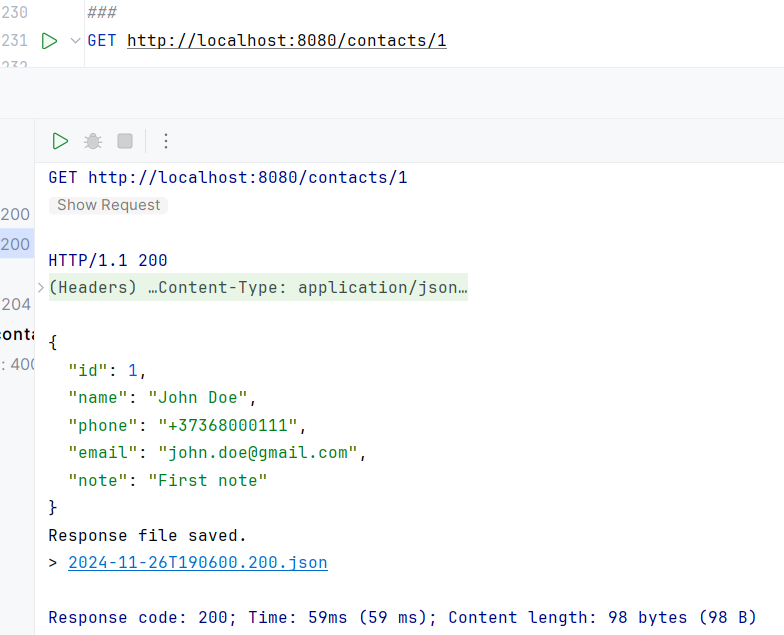 230 ###
231 GET http://localhost:8080/contacts/1
232
GET http://localhost:8080/contacts/1
Show Request
200
200
HTTP/1.1 200
(Headers) …Content-Type: application/json…
204
conta
: 400
{
"id": 1,
"name": "John Doe",
"phone": "+37368000111",
"email": "john.doe@gmail.com",
"note": "First note"
}
Response file saved.
> 2024-11-26T190600.200.json
Response code: 200; Time: 59ms (59 ms); Content length: 98 bytes (98 B)